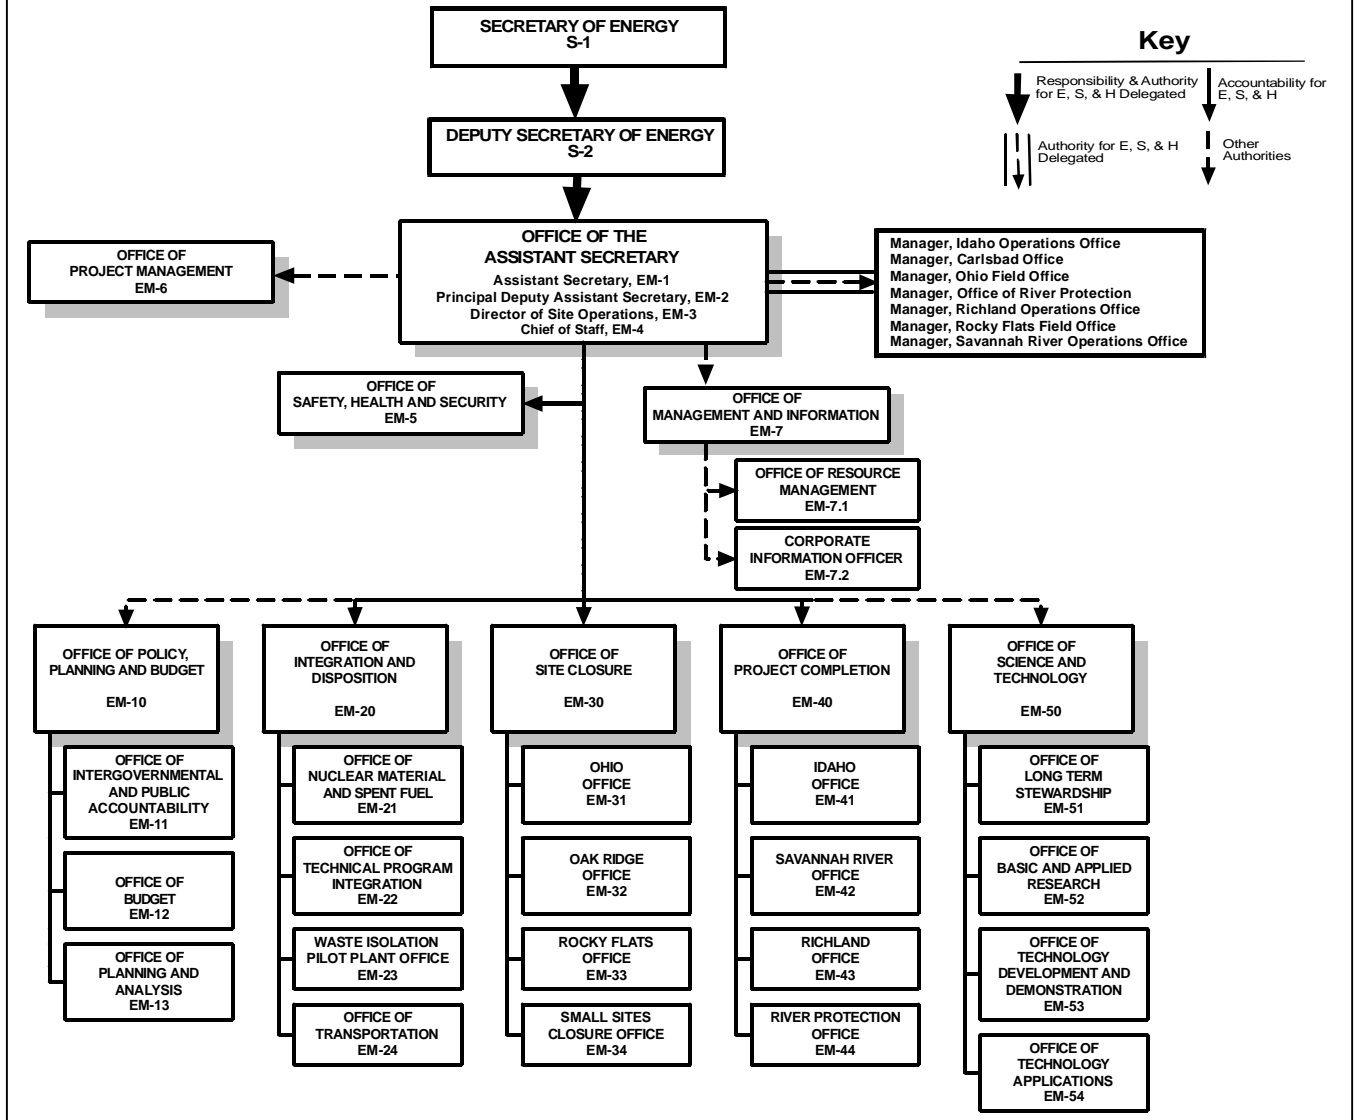 SECRETARY OF ENERGY
S-1
Key
Responsibility & Authority
for E, S, & H Delegated
Accountability for
E, S, & H
Authority for E, S, & H
Delegated
Other
Authorities
DEPUTY SECRETARY OF ENERGY
S-2
OFFICE OF THE
ASSISTANT SECRETARY
Assistant Secretary, EM-1
Principal Deputy Assistant Secretary, EM-2
Director of Site Operations, EM-3
Chief of Staff, EM-4
OFFICE OF
PROJECT MANAGEMENT
EM-6
Manager, Idaho Operations Office
Manager, Carlsbad Office
Manager, Ohio Field Office
Manager, Office of River Protection
Manager, Richland Operations Office
Manager, Rocky Flats Field Office
Manager, Savannah River Operations Office
OFFICE OF
SAFETY, HEALTH AND SECURITY
EM-5
OFFICE OF
MANAGEMENT AND INFORMATION
EM-7
OFFICE OF RESOURCE
MANAGEMENT
EM-7.1
CORPORATE
INFORMATION OFFICER
EM-7.2
OFFICE OF POLICY,
PLANNING AND BUDGET
EM-10
OFFICE OF
INTERGOVERNMENTAL
AND PUBLIC
ACCOUNTABILITY
EM-11
OFFICE OF
BUDGET
EM-12
OFFICE OF
PLANNING AND
ANALYSIS
EM-13
OFFICE OF
INTEGRATION AND
DISPOSITION
EM-20
OFFICE OF
NUCLEAR MATERIAL
AND SPENT FUEL
EM-21
OFFICE OF
TECHNICAL PROGRAM
INTEGRATION
EM-22
WASTE ISOLATION
PILOT PLANT OFFICE
EM-23
OFFICE OF
TRANSPORTATION
EM-24
OFFICE OF
SITE CLOSURE
EM-30
OHIO
OFFICE
EM-31
OAK RIDGE
OFFICE
EM-32
ROCKY FLATS
OFFICE
EM-33
SMALL SITES
CLOSURE OFFICE
EM-34
OFFICE OF
PROJECT COMPLETION
EM-40
IDAHO
OFFICE
EM-41
SAVANNAH RIVER
OFFICE
EM-42
RICHLAND
OFFICE
EM-43
RIVER PROTECTION
OFFICE
EM-44
OFFICE OF
SCIENCE AND
TECHNOLOGY
EM-50
OFFICE OF
LONG TERM
STEWARDSHIP
EM-51
OFFICE OF
BASIC AND APPLIED
RESEARCH
EM-52
OFFICE OF
TECHNOLOGY
DEVELOPMENT AND
DEMONSTRATION
EM-53
OFFICE OF
TECHNOLOGY
APPLICATIONS
EM-54